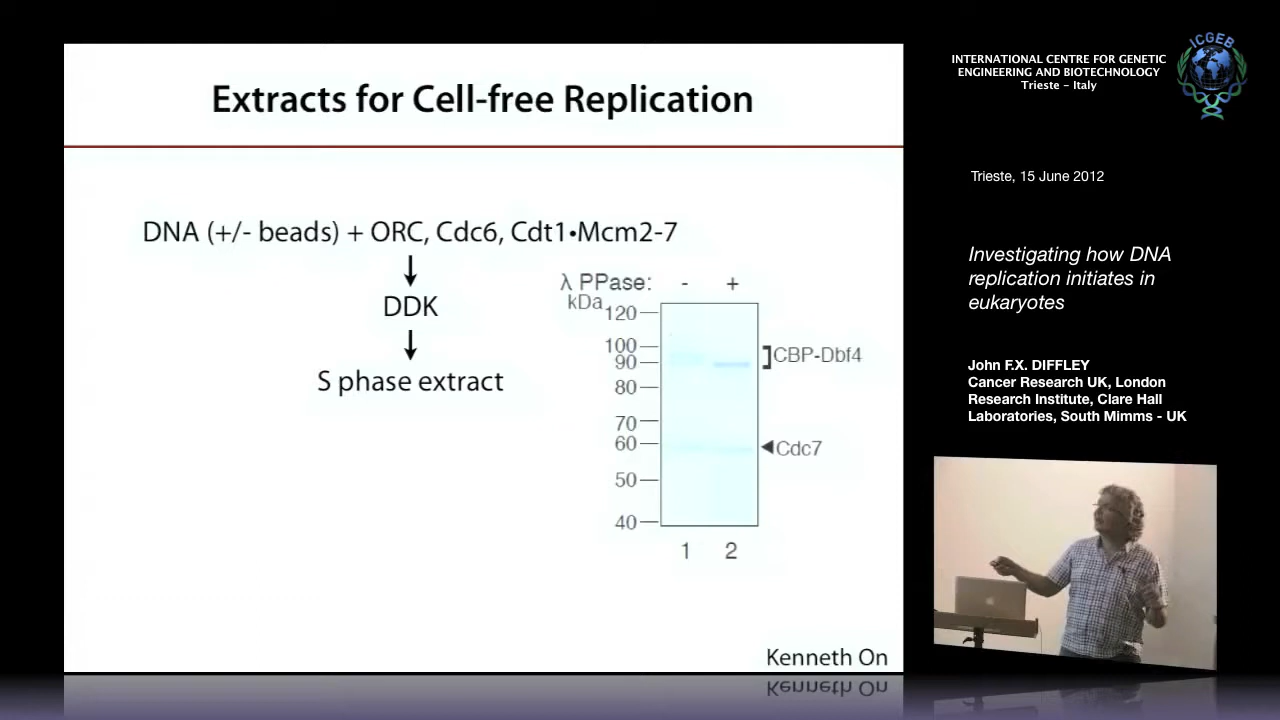 Extracts for Cell-free Replication
DNA (+/- beads) + ORC, Cdc6, Cdt1•Mcm2-7
DDK
S phase extract
λ PPase: - +
kDa
120
100
90
80
70
60
50
40
CBP-Dbf4
Cdc7
1 2
Kenneth On
INTERNATIONAL CENTRE FOR GENETIC
ENGINEERING AND BIOTECHNOLOGY
Trieste - Italy
ICGEB
Trieste, 15 June 2012
Investigating how DNA
replication initiates in
eukaryotes
John F.X. DIFFLEY
Cancer Research UK, London
Research Institute, Clare Hall
Laboratories, South Mimms - UK